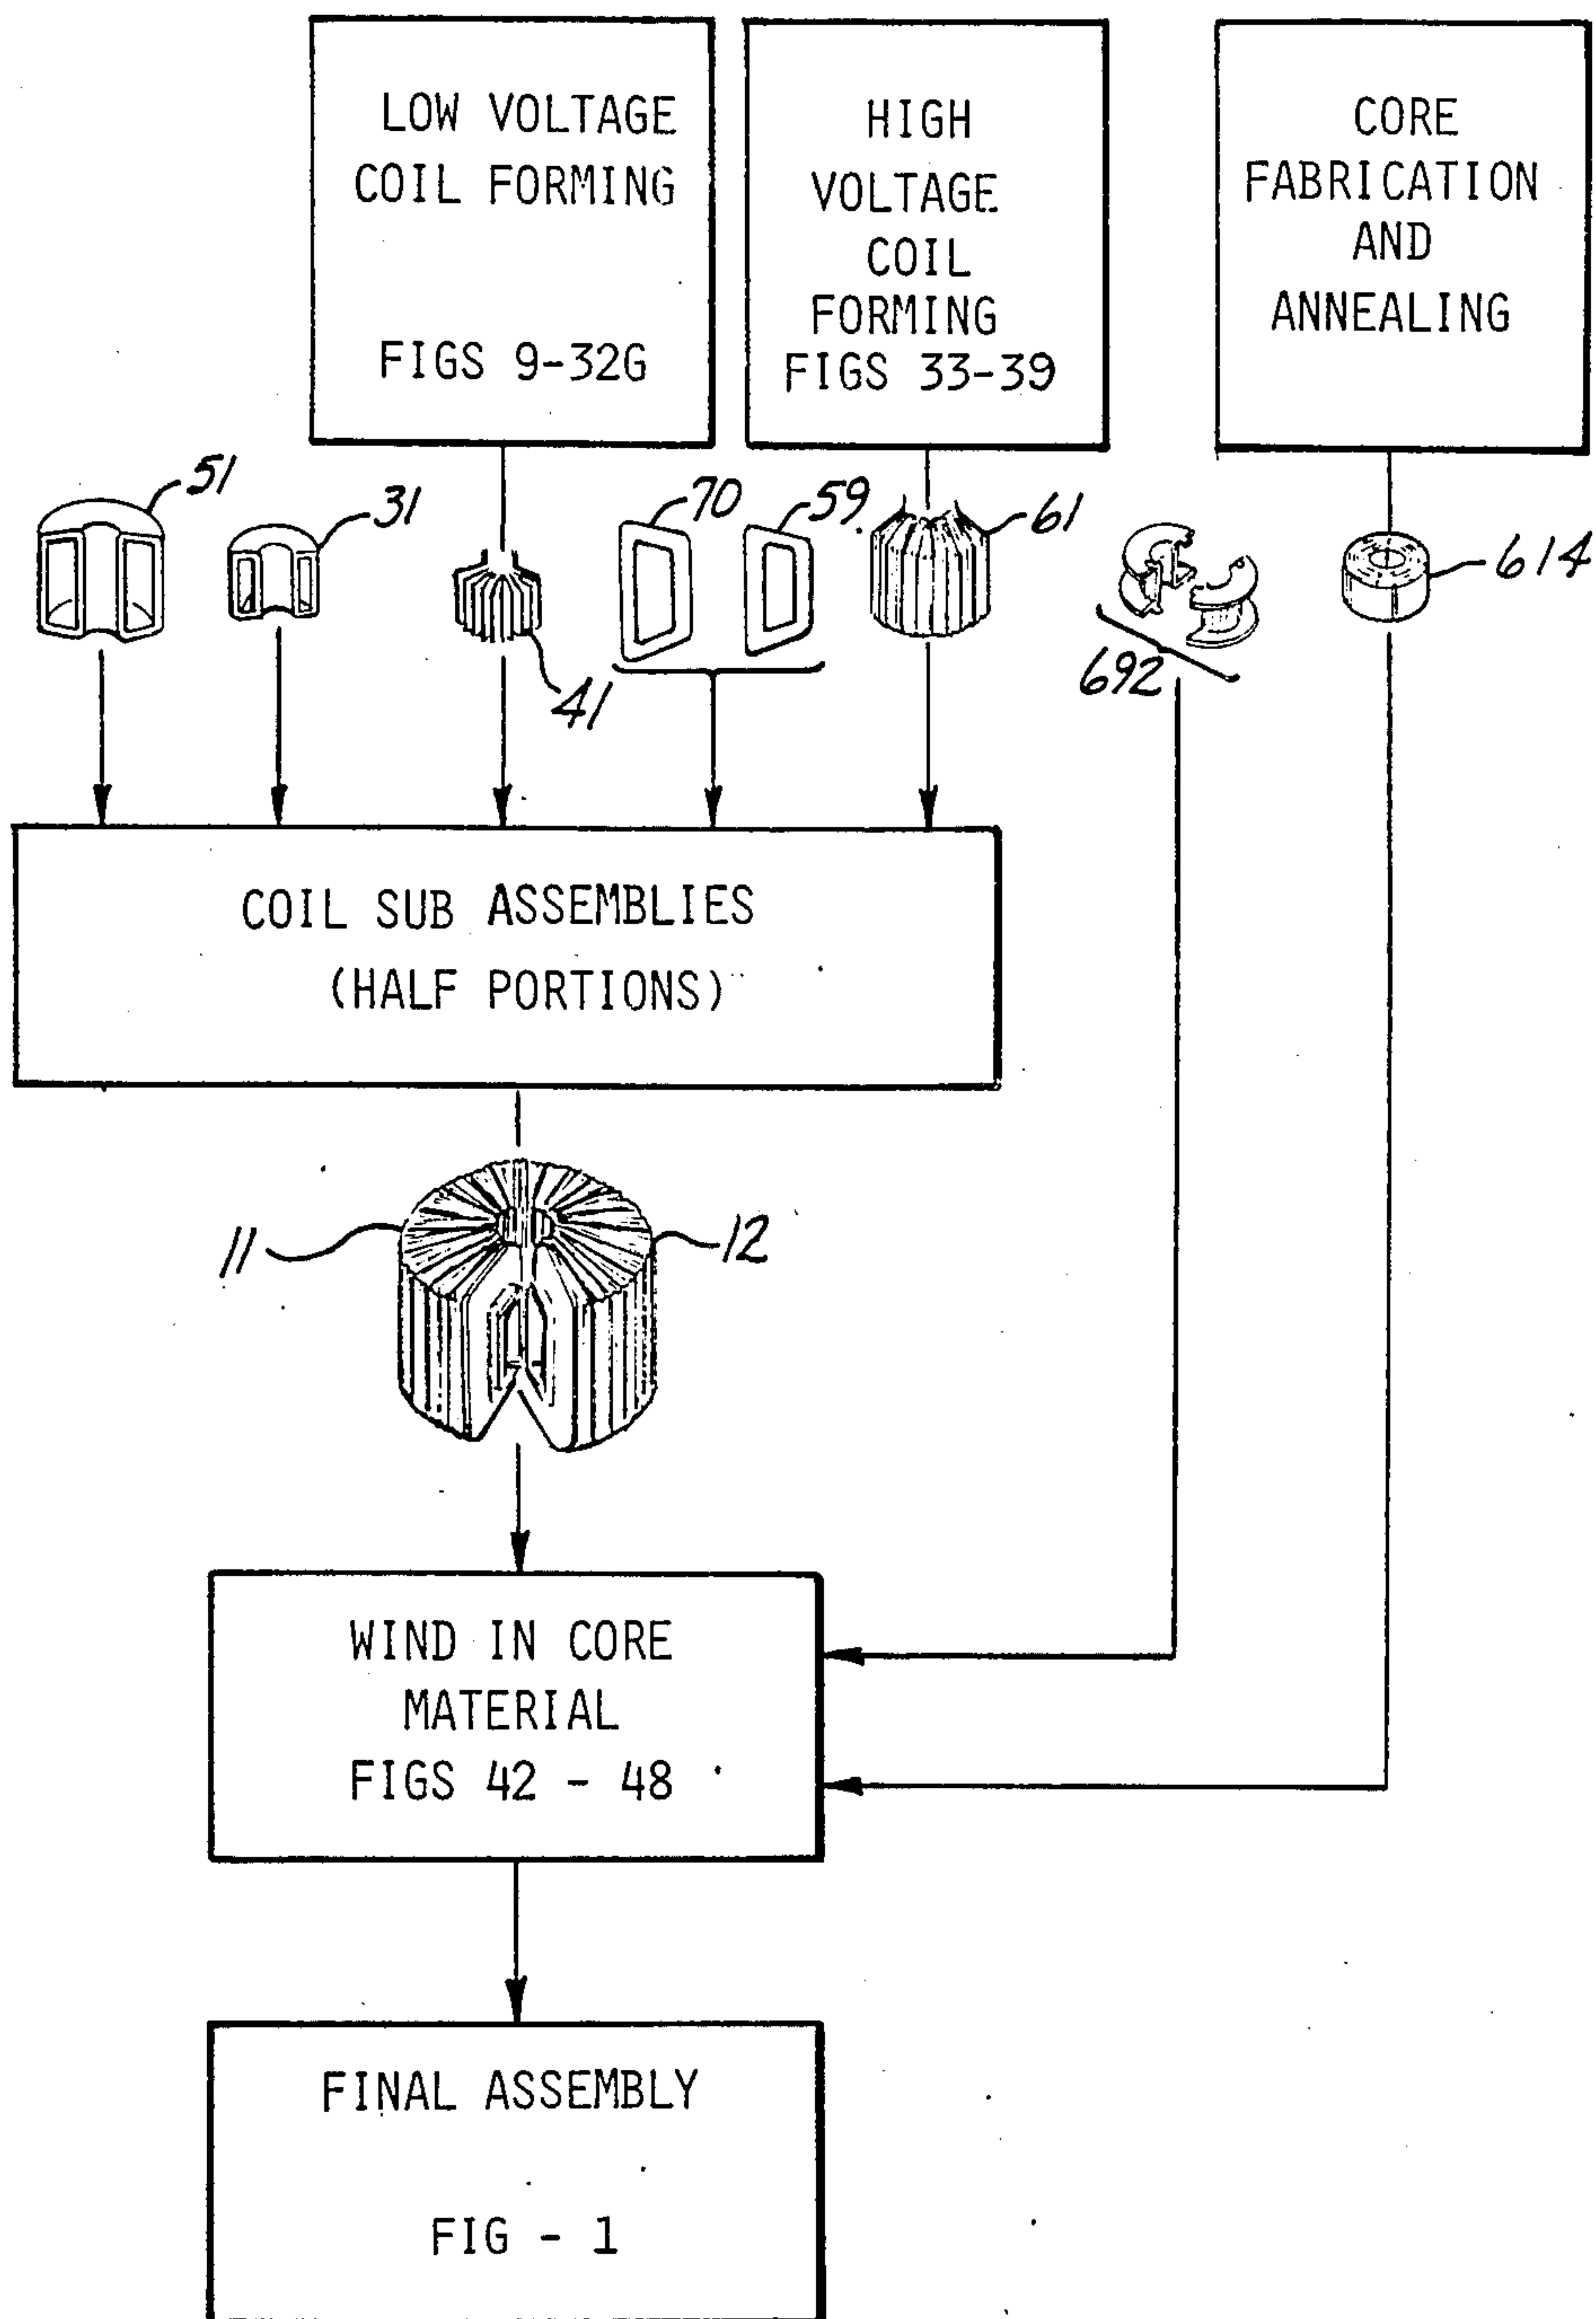 LOW VOLTAGE
COIL FORMING
FIGS 9-32G
HIGH
VOLTAGE
COIL
FORMING
FIGS 33-39
CORE
FABRICATION
AND
ANNEALING
51
31
41
70
59
61
692
614
COIL SUB ASSEMBLIES
(HALF PORTIONS)
11
12
WIND IN CORE
MATERIAL
FIGS 42 - 48
FINAL ASSEMBLY
FIG - 1